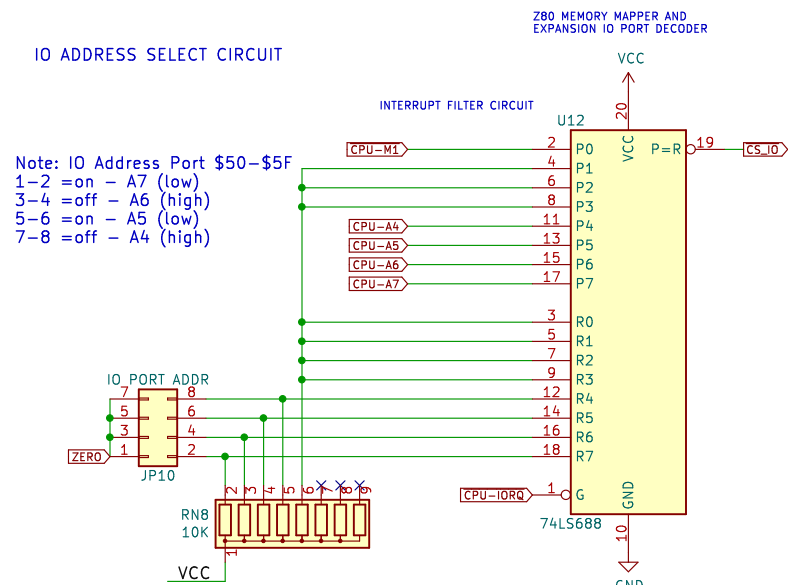 Z80 MEMORY MAPPER AND
EXPANSION IO PORT DECODER
IO ADDRESS SELECT CIRCUIT
VCC
INTERRUPT FILTER CIRCUIT
U12
20
VCC
CPU-M1
2
P0
P=R
19
CS_IO
4
P1
6
P2
8
P3
CPU-A4
11
P4
CPU-A5
13
P5
CPU-A6
15
P6
CPU-A7
17
P7
Note: IO Address Port $50-$5F
1-2 =on - A7 (low)
3-4 =off - A6 (high)
5-6 =on - A5 (low)
7-8 =off - A4 (high)
3
R0
5
R1
7
R2
9
R3
12
R4
14
R5
16
R6
18
R7
IO PORT ADDR
7
8
5
6
3
4
ZERO
1
2
JP10
CPU-IORQ
1
G
GND
74LS688
10
GND
2
3
4
5
6
7
8
9
RN8
10K
1
VCC